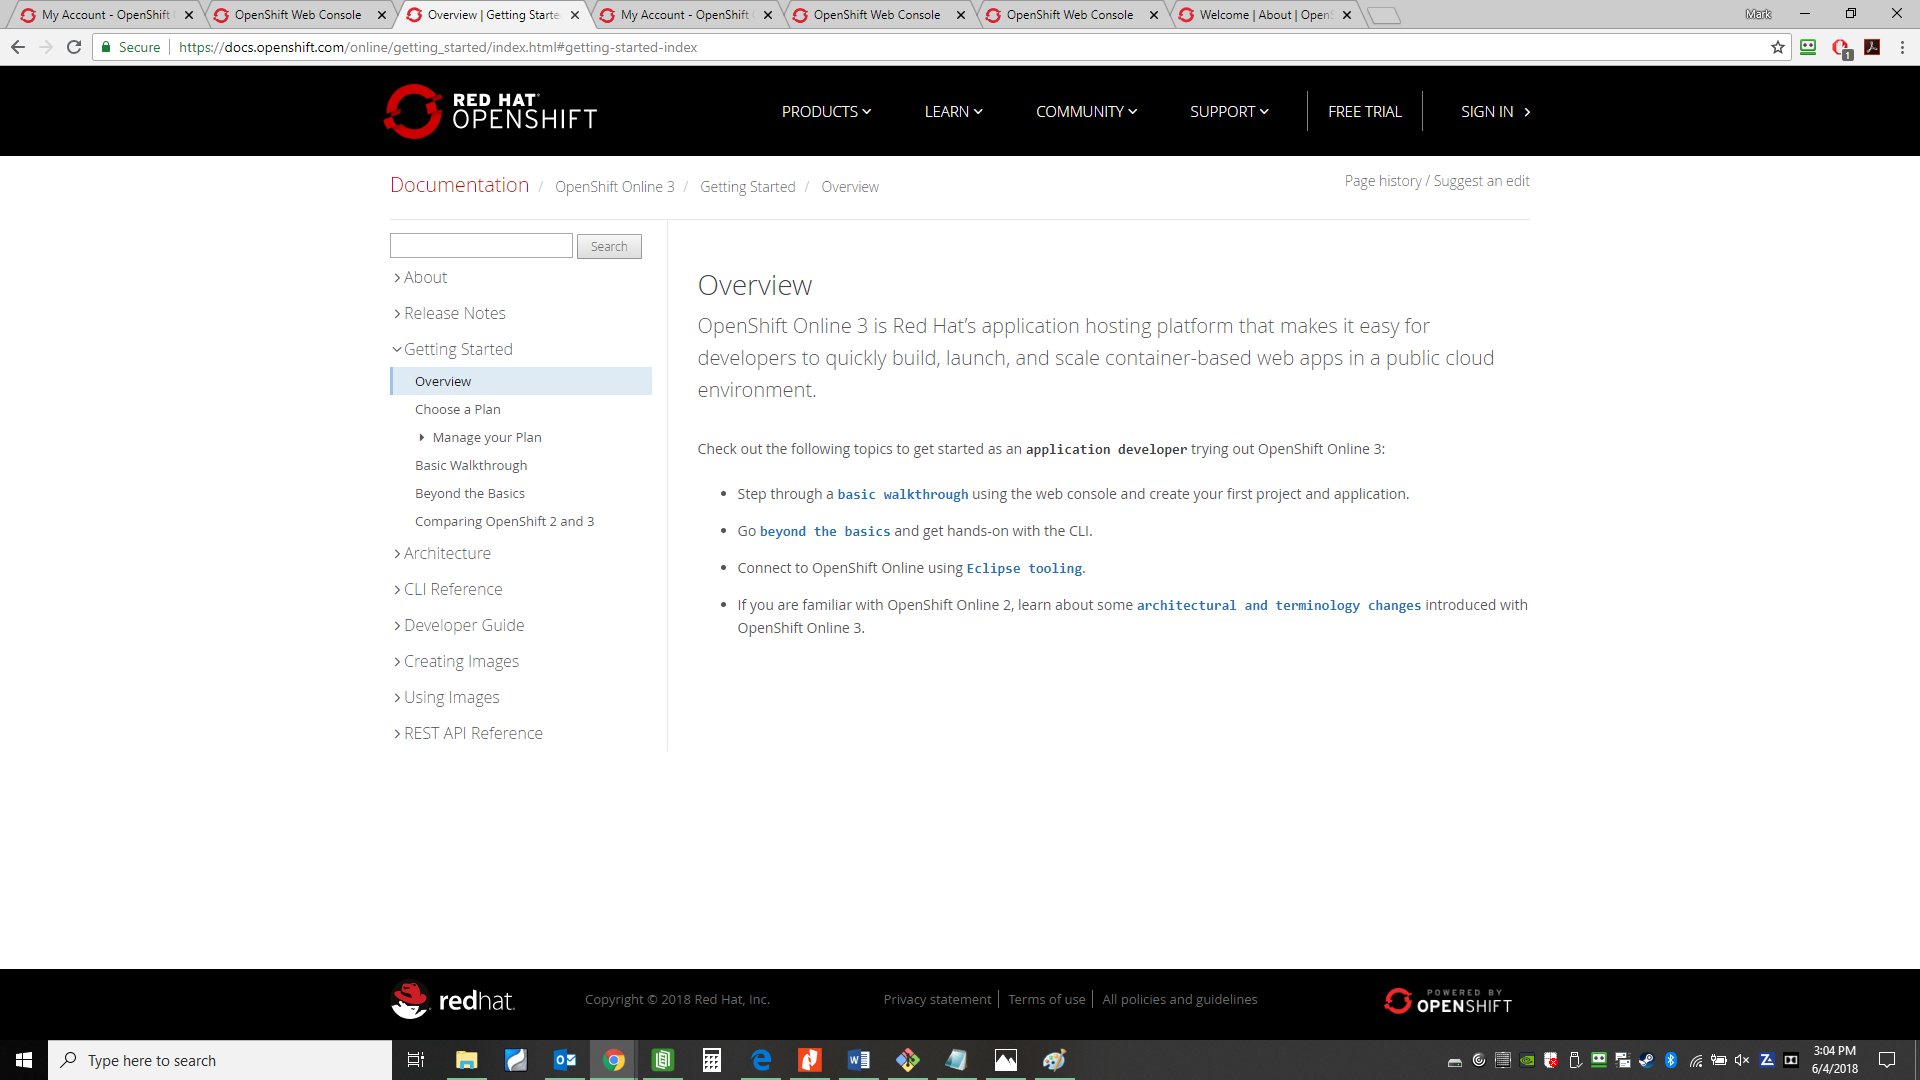 My Account - OpenShift
OpenShift Web Console
Overview | Getting Starte
My Account - OpenShift
OpenShift Web Console
OpenShift Web Console
Welcome | About | OpenS
Mark
Secure
https://docs.openshift.com/online/getting_started/index.html#getting-started-index
1
RED HAT®
OPENSHIFT
PRODUCTS
LEARN
COMMUNITY
SUPPORT
FREE TRIAL
SIGN IN
Documentation / OpenShift Online 3 / Getting Started / Overview
Page history / Suggest an edit
Search
About
Release Notes
Getting Started
Overview
Choose a Plan
Manage your Plan
Basic Walkthrough
Beyond the Basics
Comparing OpenShift 2 and 3
Architecture
CLI Reference
Developer Guide
Creating Images
Using Images
REST API Reference
Overview
OpenShift Online 3 is Red Hat’s application hosting platform that makes it easy for
developers to quickly build, launch, and scale container-based web apps in a public cloud
environment.
Check out the following topics to get started as an application developer trying out OpenShift Online 3:
• Step through a basic walkthrough using the web console and create your first project and application.
• Go beyond the basics and get hands-on with the CLI.
• Connect to OpenShift Online using Eclipse tooling.
• If you are familiar with OpenShift Online 2, learn about some architectural and terminology changes introduced with
OpenShift Online 3.
redhat.
Copyright © 2018 Red Hat, Inc.
Privacy statement | Terms of use | All policies and guidelines
POWERED BY
OPENSHIFT
Type here to search
3:04 PM
6/4/2018